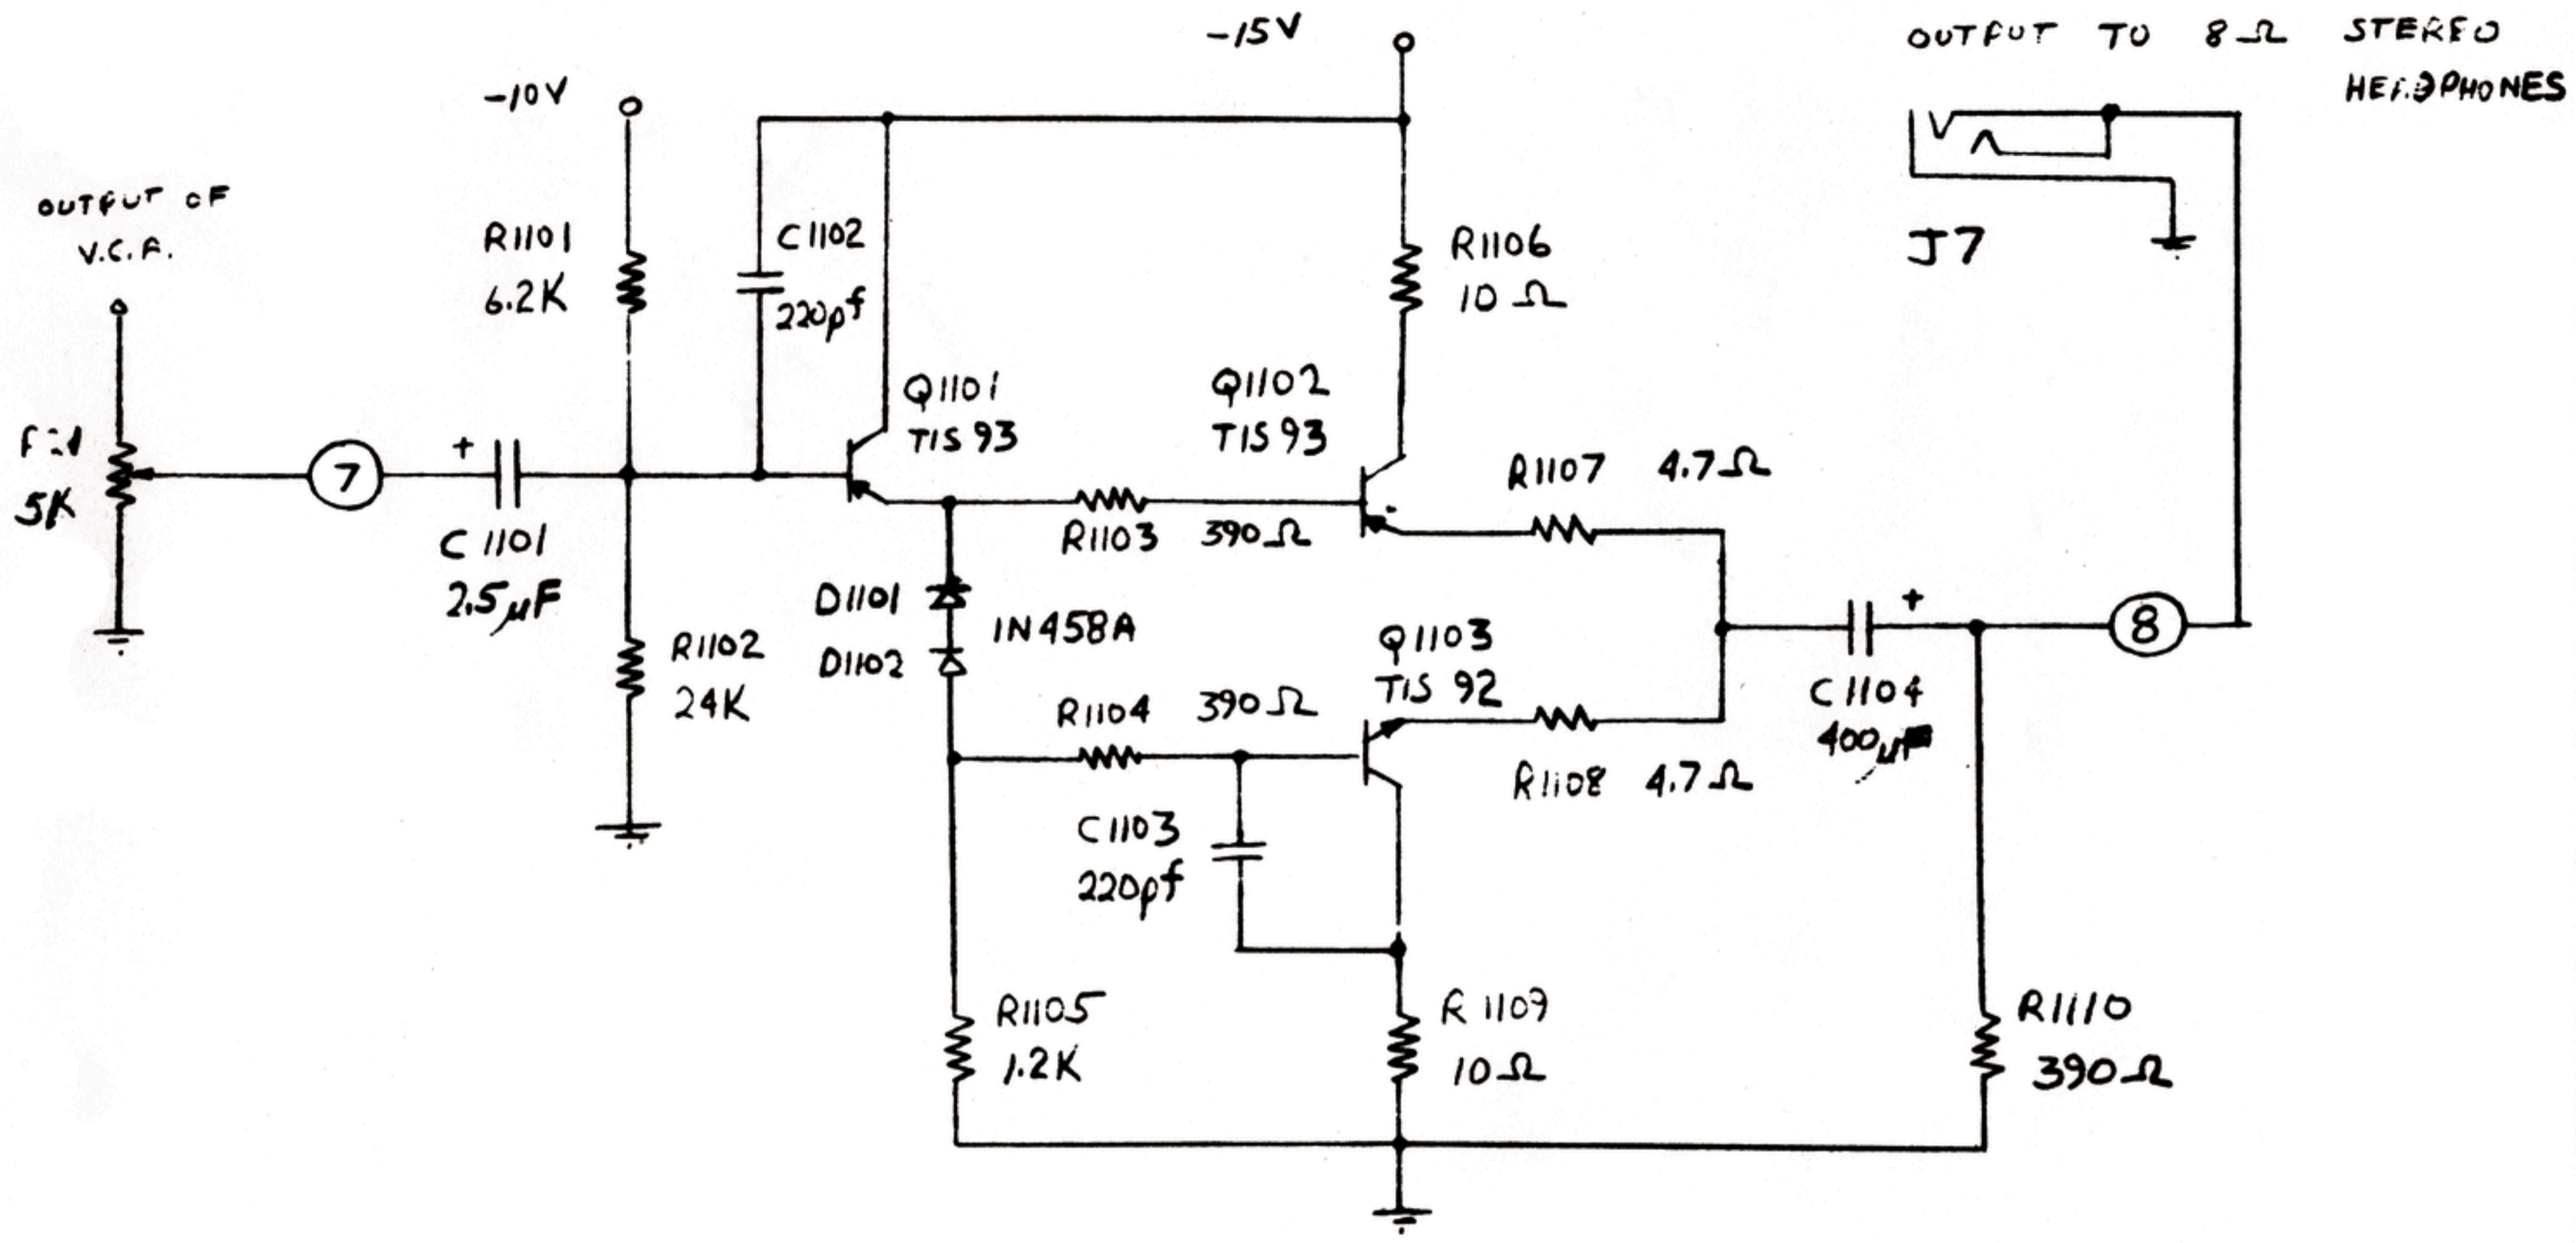 -15V
OUTPUT TO 8Ω STEREO
HEADPHONES
-10V
OUTPUT OF
V.C.A.
R1101
6.2K
C1102
220pf
R1106
10Ω
J7
Q1101
TIS 93
Q1102
TIS 93
5K
7
+
C1101
2.5μF
R1103 390Ω
R1107 4.7Ω
D1101
D1102
1N458A
R1102
24K
Q1103
TIS 92
R1104 390Ω
R1108 4.7Ω
+
C1104
400μF
8
C1103
220pf
R1105
1.2K
R1109
10Ω
R1110
390Ω